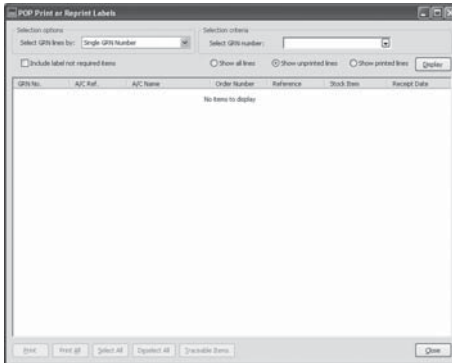 POP Print or Reprint Labels
Selection options
Selection criteria
Select GRN lines by: Single GRN Number
Select GRN number:
Include label not required items
Show all lines Show unprinted lines Show printed lines Display
GRN No. A/C Ref. A/C Name Order Number Reference Stock Item Receipt Date
No items to display
Print Print All Select All Deselect All Traceable Items Close